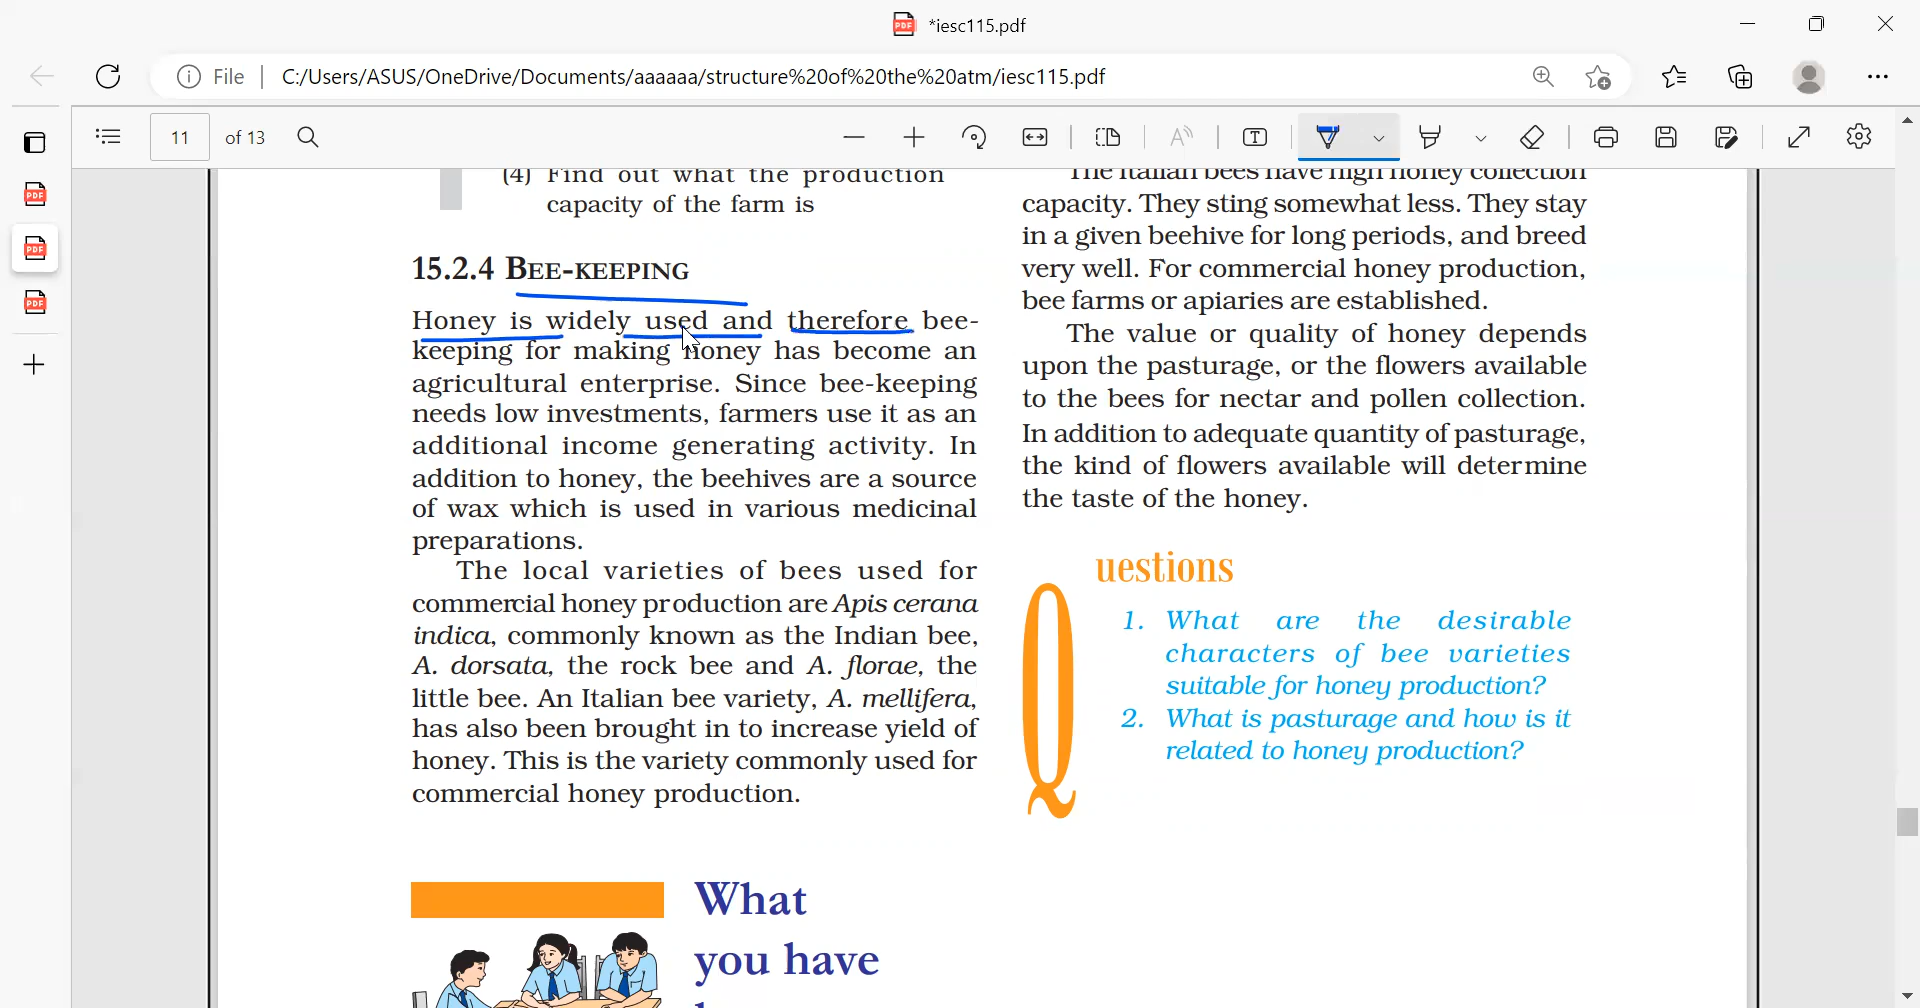 *iesc115.pdf
File
C:/Users/ASUS/OneDrive/Documents/aaaaaa/structure%20of%20the%20atm/iesc115.pdf
11 of 13
(4) Find out what the production
capacity of the farm is
15.2.4 BEE-KEEPING
Honey is widely used and therefore bee-
keeping for making honey has become an
agricultural enterprise. Since bee-keeping
needs low investments, farmers use it as an
additional income generating activity. In
addition to honey, the beehives are a source
of wax which is used in various medicinal
preparations.
The local varieties of bees used for
commercial honey production are Apis cerana
indica, commonly known as the Indian bee,
A. dorsata, the rock bee and A. florae, the
little bee. An Italian bee variety, A. mellifera,
has also been brought in to increase yield of
honey. This is the variety commonly used for
commercial honey production.
The Italian bees have high honey collection
capacity. They sting somewhat less. They stay
in a given beehive for long periods, and breed
very well. For commercial honey production,
bee farms or apiaries are established.
The value or quality of honey depends
upon the pasturage, or the flowers available
to the bees for nectar and pollen collection.
In addition to adequate quantity of pasturage,
the kind of flowers available will determine
the taste of the honey.
Questions
1. What are the desirable
characters of bee varieties
suitable for honey production?
2. What is pasturage and how is it
related to honey production?
What
you have